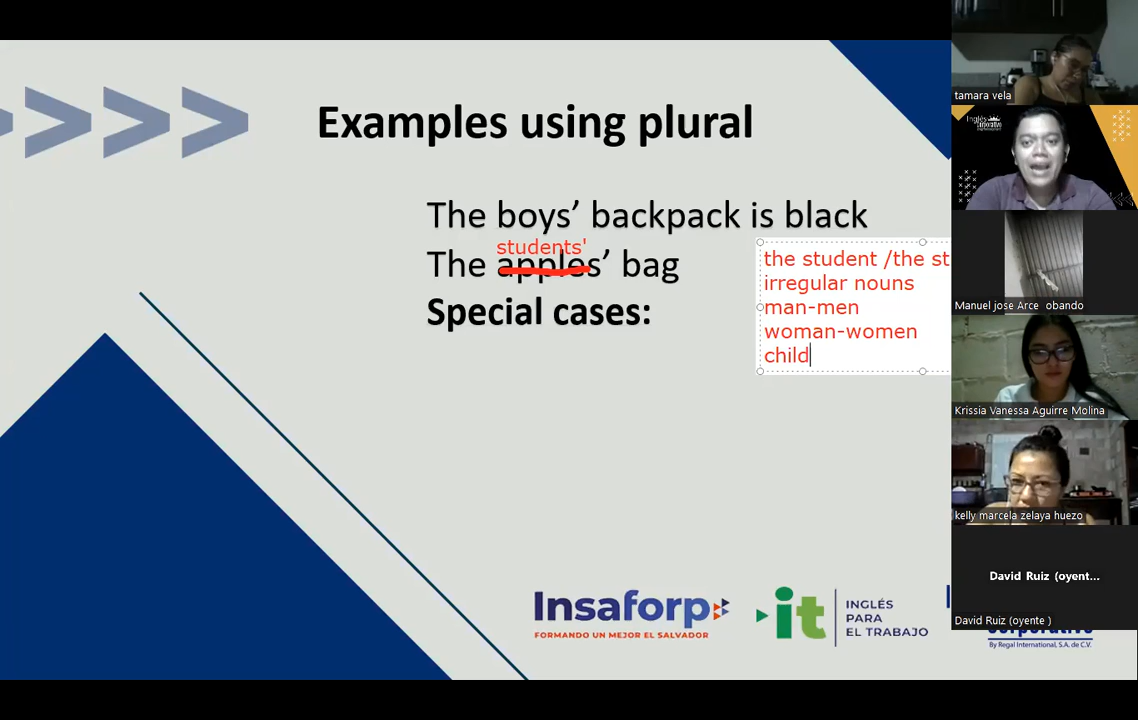 Examples using plural
The boys’ backpack is black
students'
The apples’ bag
Special cases:
the student /the st
irregular nouns
man-men
woman-women
child
Insaforp
FORMANDO UN MEJOR EL SALVADOR
it
INGLÉS
PARA
EL TRABAJO
By Regal International, S.A. de C.V.
tamara vela
Inglés
Manuel jose Arce obando
Krissia Vanessa Aguirre Molina
kelly marcela zelaya huezo
David Ruiz (oyent...
David Ruiz (oyente )